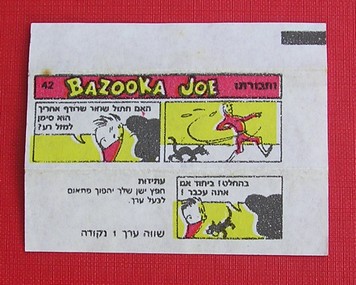 42 BAZOOKA JOE וחבורתו
האם חתול שחור שרודף אחריך
הוא סימן
למזל רע?
בהחלט! ביחוד אם
אתה עכבר !
עתידות
חפץ ישן שלך יהפוך פתאום
לבעל ערך.
שווה ערך 1 נקודה